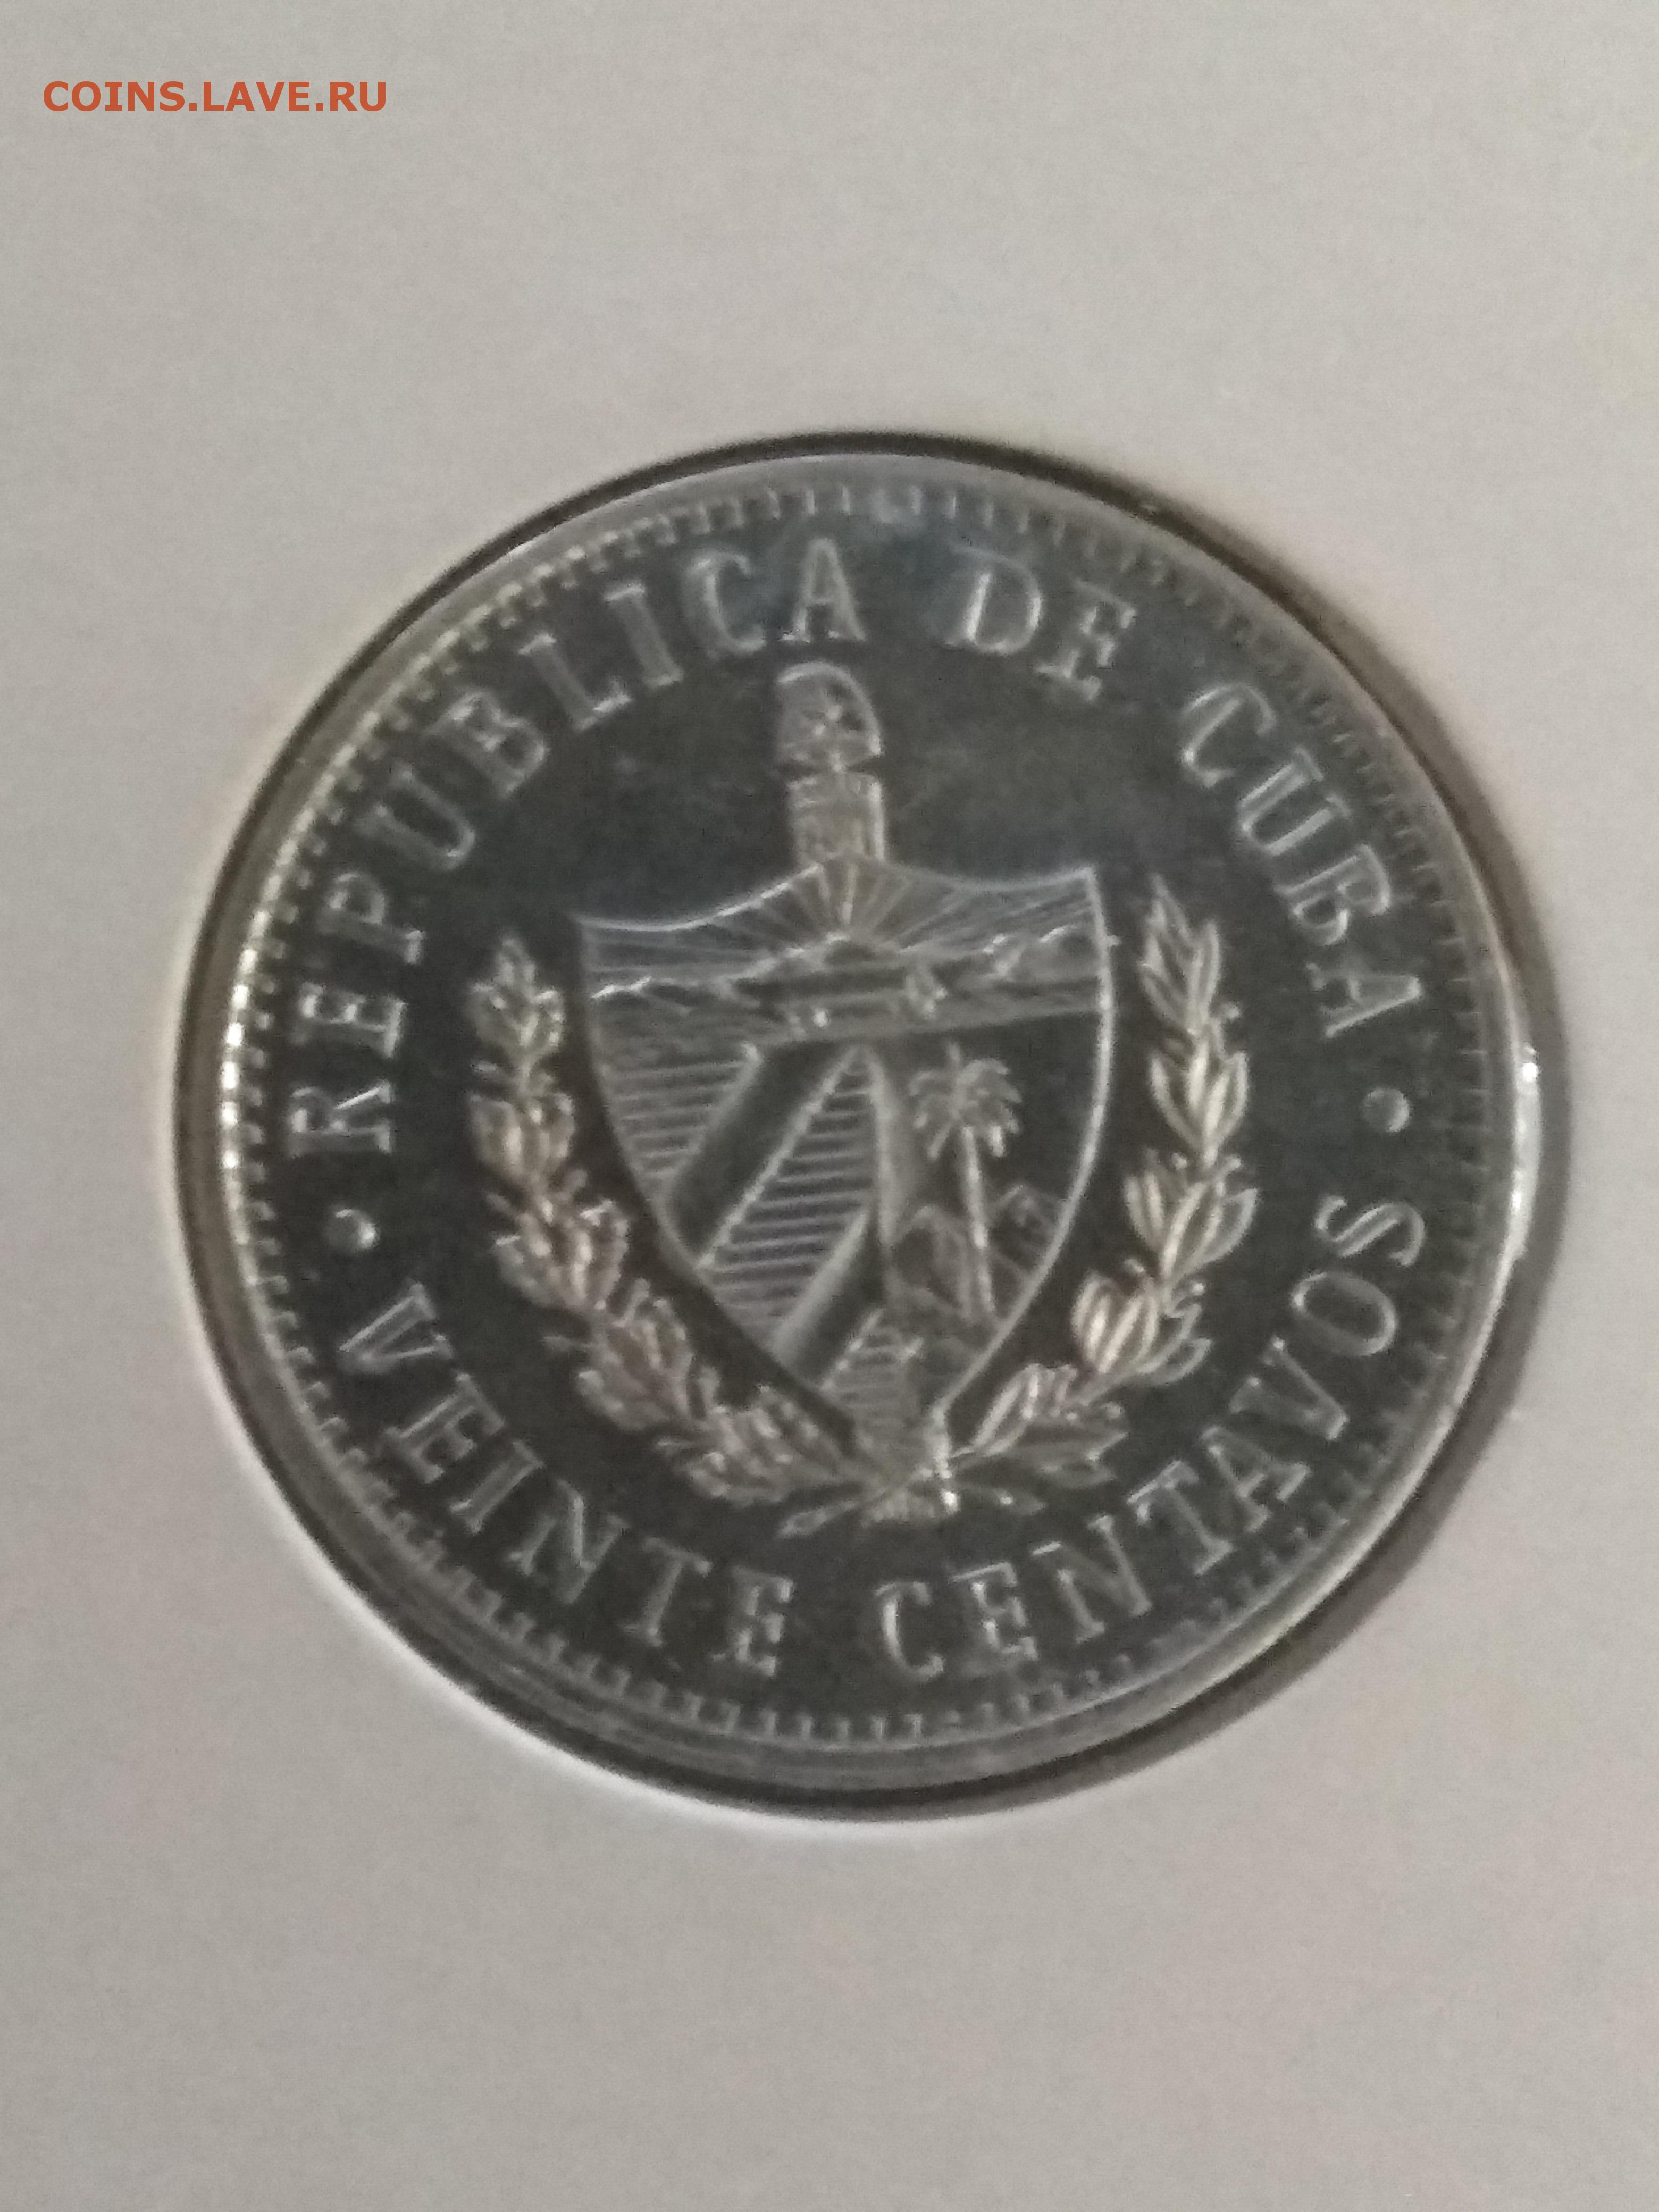 COINS.LAVE.RU
REPUBLICA DE CUBA
VEINTE CENTAVOS